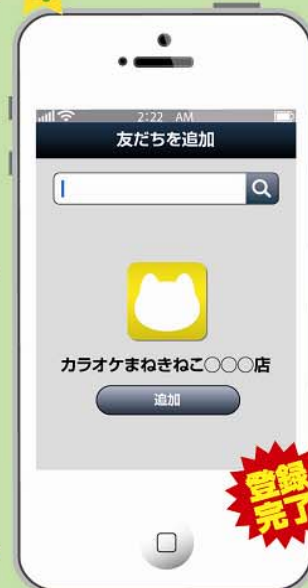 2:22 AM
友だちを追加
カラオケまねきねこ○○○店
追加
登録
完了